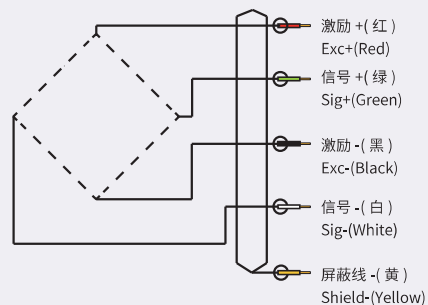 激励 +( 红 )
Exc+(Red)
信号 +( 绿 )
Sig+(Green)
激励 -( 黑 )
Exc-(Black)
信号 -( 白 )
Sig-(White)
屏蔽线 -( 黄 )
Shield-(Yellow)